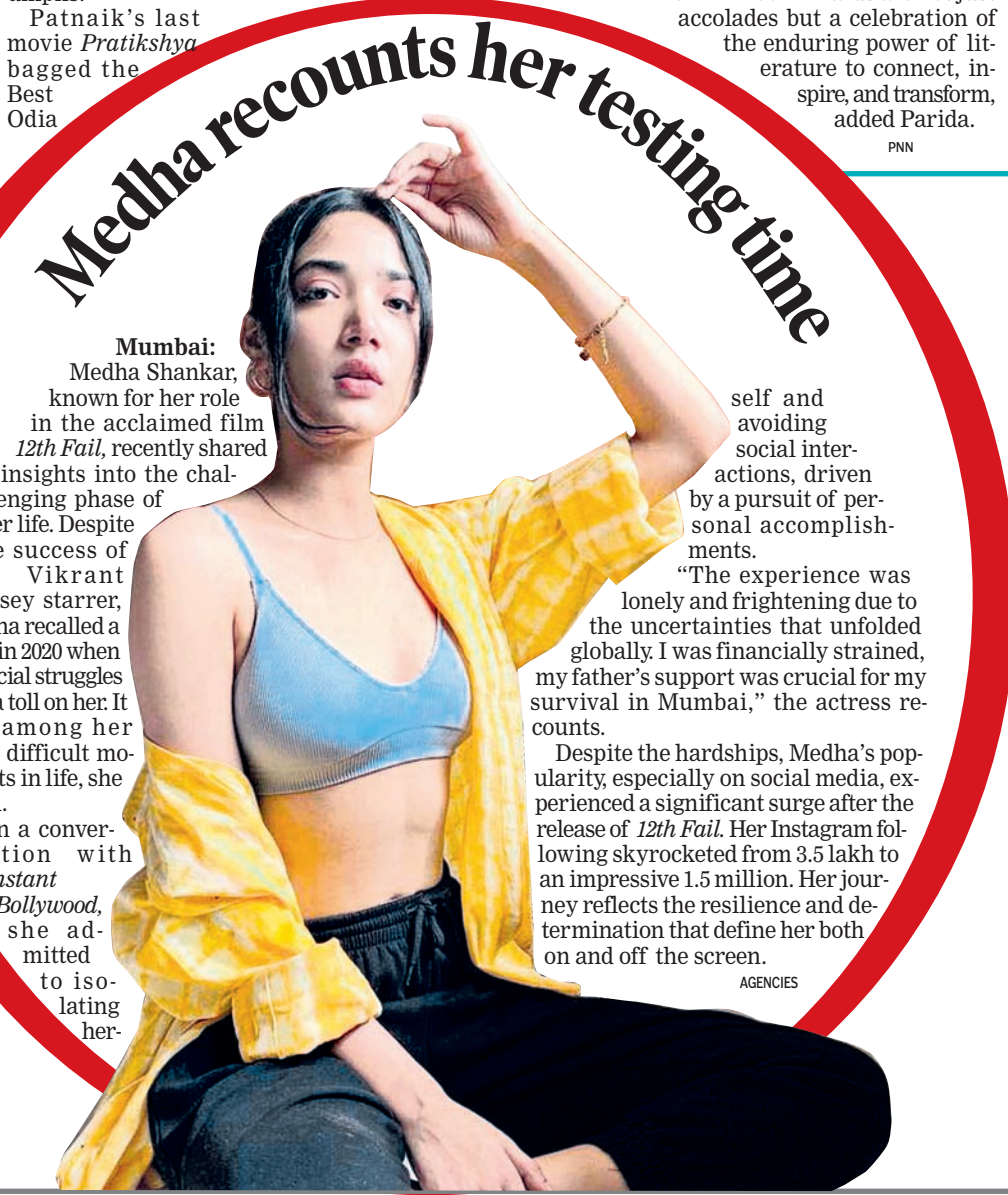 Patnaik's last
movie Pratikshya
bagged the
Best
Odia
accolades but a celebration of
the enduring power of lit-
erature to connect, in-
spire, and transform,
added Parida.
PNN
Medha recounts her testing time
Mumbai:
Medha Shankar,
known for her role
in the acclaimed film
12th Fail, recently shared
insights into the chal-
enging phase of
er life. Despite
e success of
Vikrant
sey starrer,
ha recalled a
in 2020 when
cial struggles
a toll on her. It
among her
difficult mo-
ts in life, she
n a conver-
tion with
nstant
Bollywood,
she ad-
mitted
to iso-
lating
her-
self and
avoiding
social inter-
actions, driven
by a pursuit of per-
sonal accomplish-
ments.
“The experience was
lonely and frightening due to
the uncertainties that unfolded
globally. I was financially strained,
my father's support was crucial for my
survival in Mumbai,” the actress re-
counts.
Despite the hardships, Medha's pop-
ularity, especially on social media, ex-
perienced a significant surge after the
release of 12th Fail. Her Instagram fol-
lowing skyrocketed from 3.5 lakh to
an impressive 1.5 million. Her jour-
ney reflects the resilience and de-
termination that define her both
on and off the screen.
AGENCIES